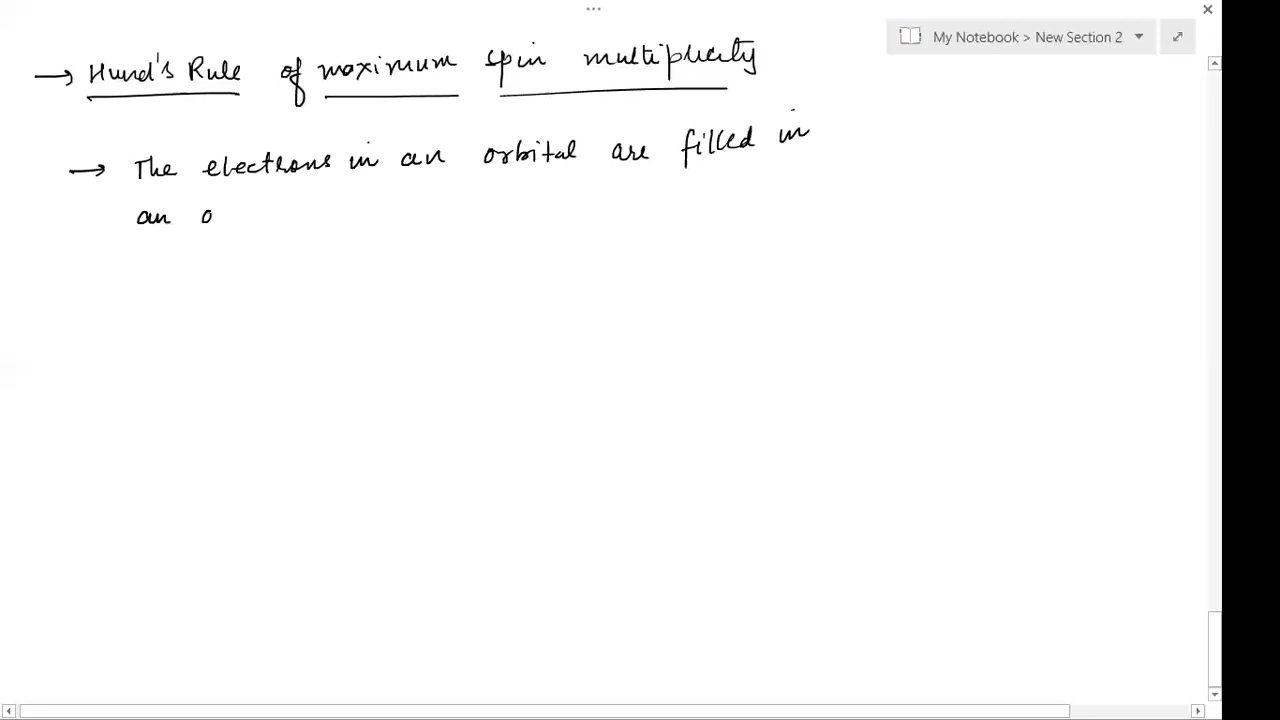 My Notebook > New Section 2
→ Hund's Rule of maximum spin multiplicity
→ The electrons in an orbital are filled in
an o